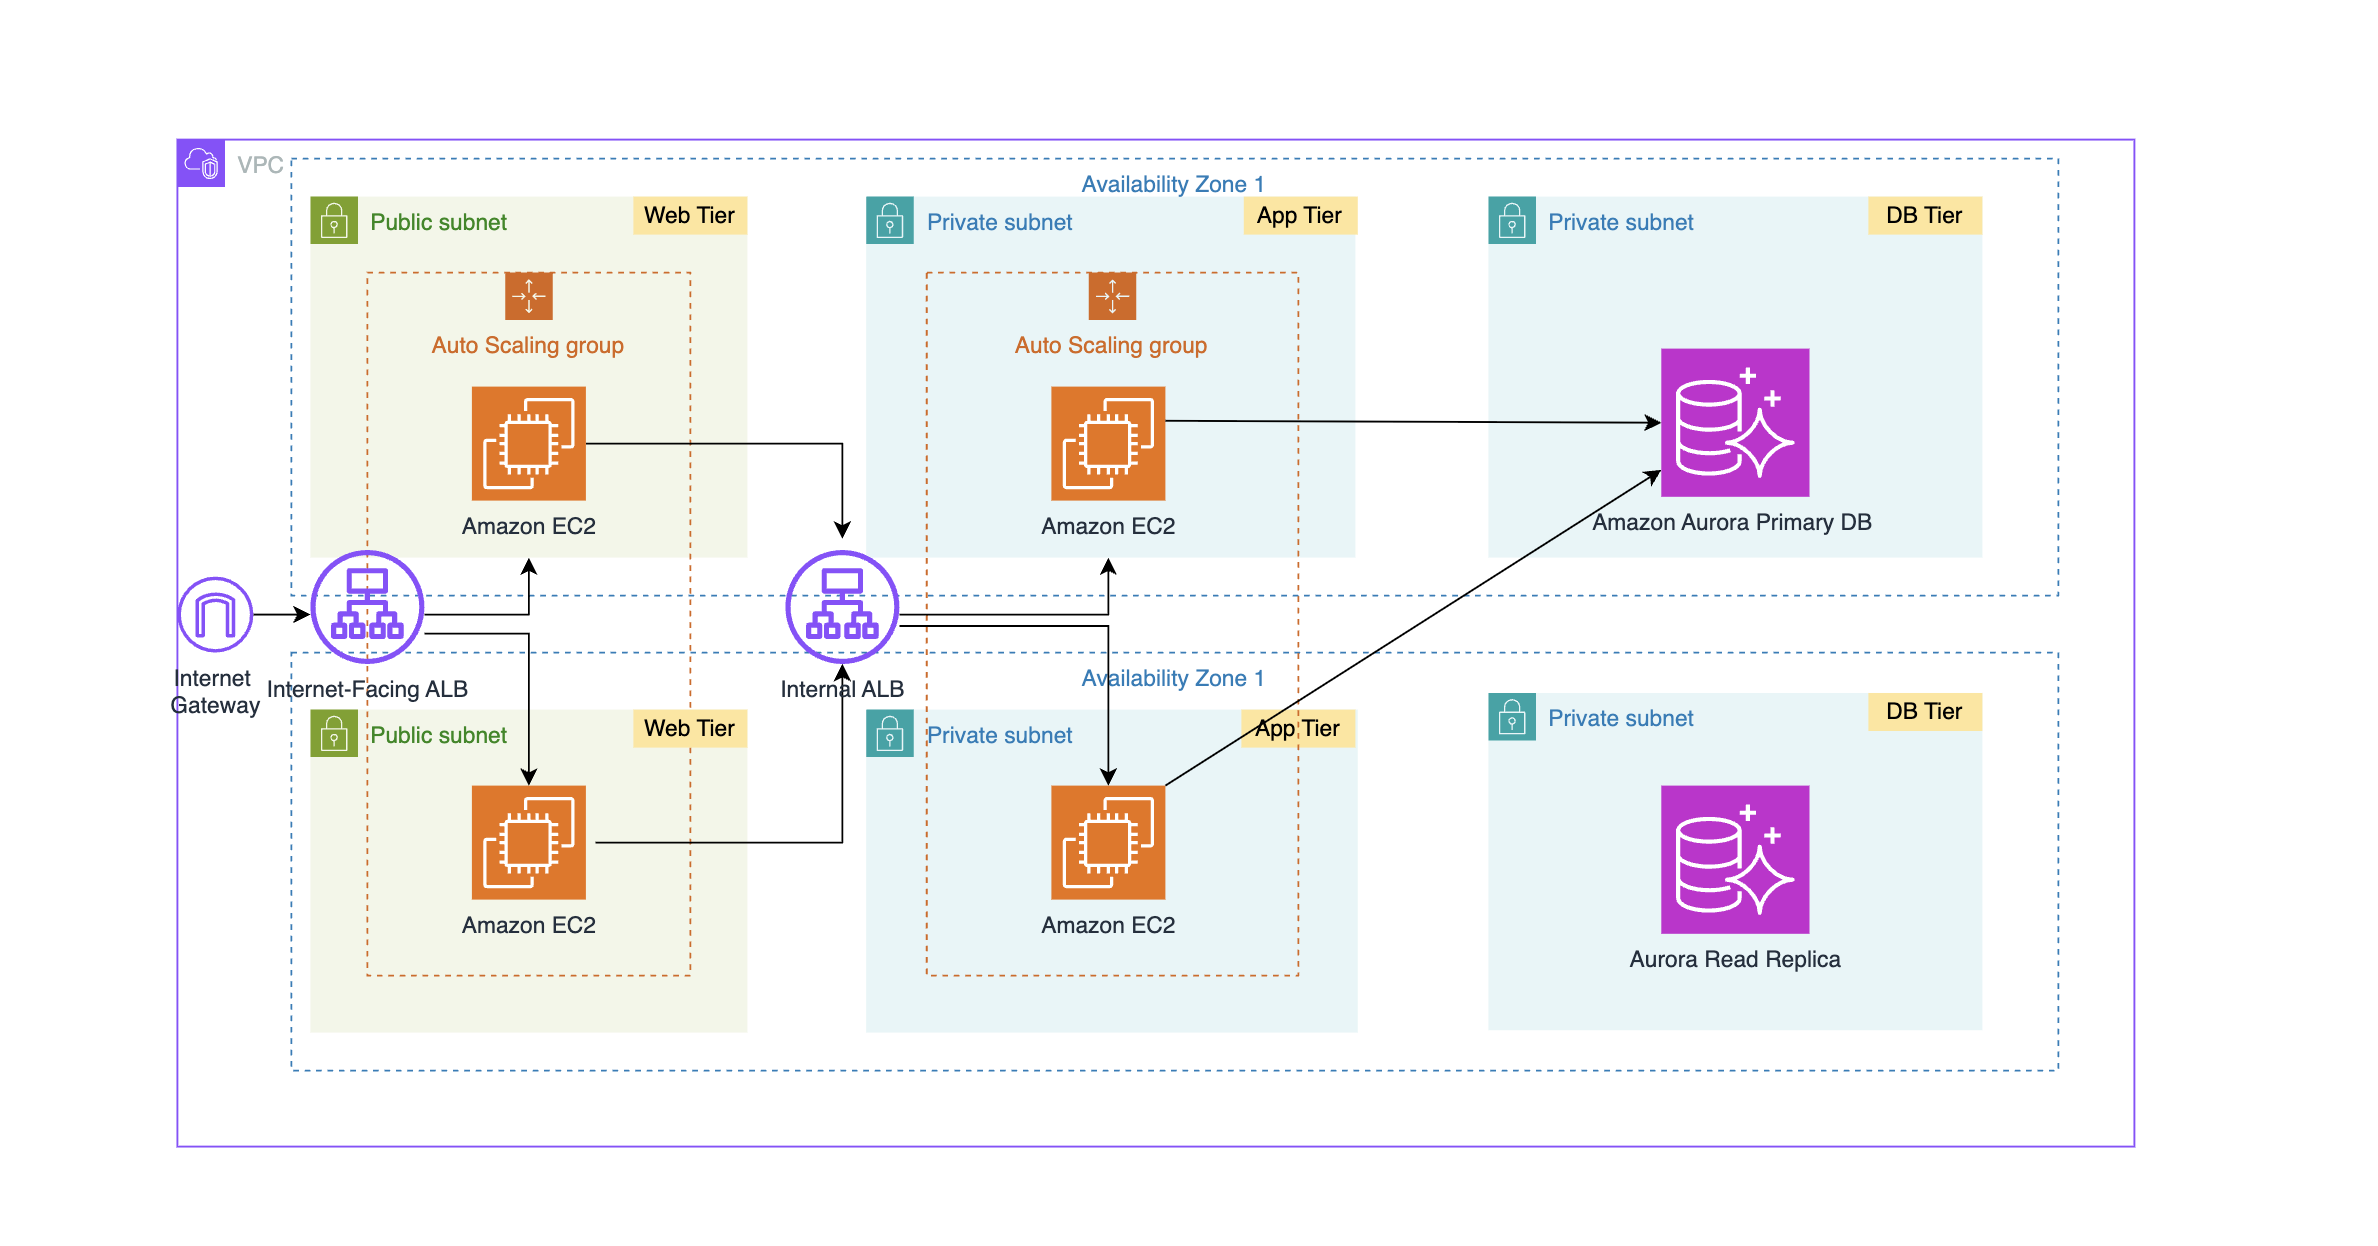 VPC
Availability Zone 1
Public subnet
Web Tier
Private subnet
App Tier
Private subnet
DB Tier
Auto Scaling group
Auto Scaling group
Amazon EC2
Amazon EC2
Amazon Aurora Primary DB
Internet
Gateway
Internet-Facing ALB
Internal ALB
Availability Zone 1
Public subnet
Web Tier
Private subnet
App Tier
Private subnet
DB Tier
Amazon EC2
Amazon EC2
Aurora Read Replica